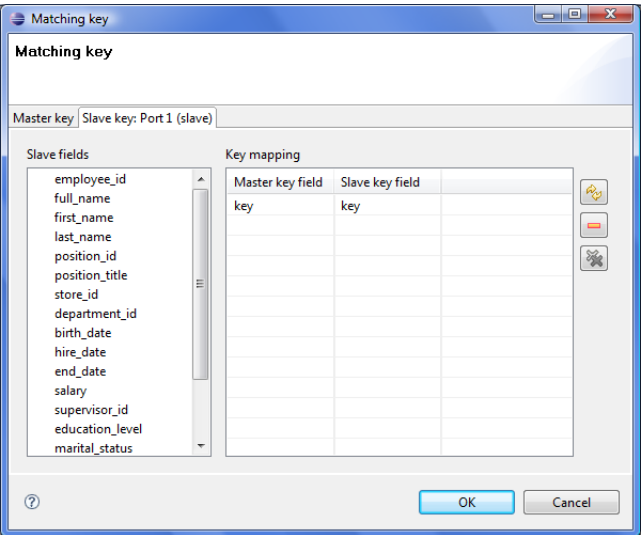 Matching key
Matching key
Master key
Slave key: Port 1 (slave)
Slave fields
employee_id
full_name
first_name
last_name
position_id
position_title
store_id
department_id
birth_date
hire_date
end_date
salary
supervisor_id
education_level
marital_status
Key mapping
Master key field Slave key field
key key
?
OK Cancel